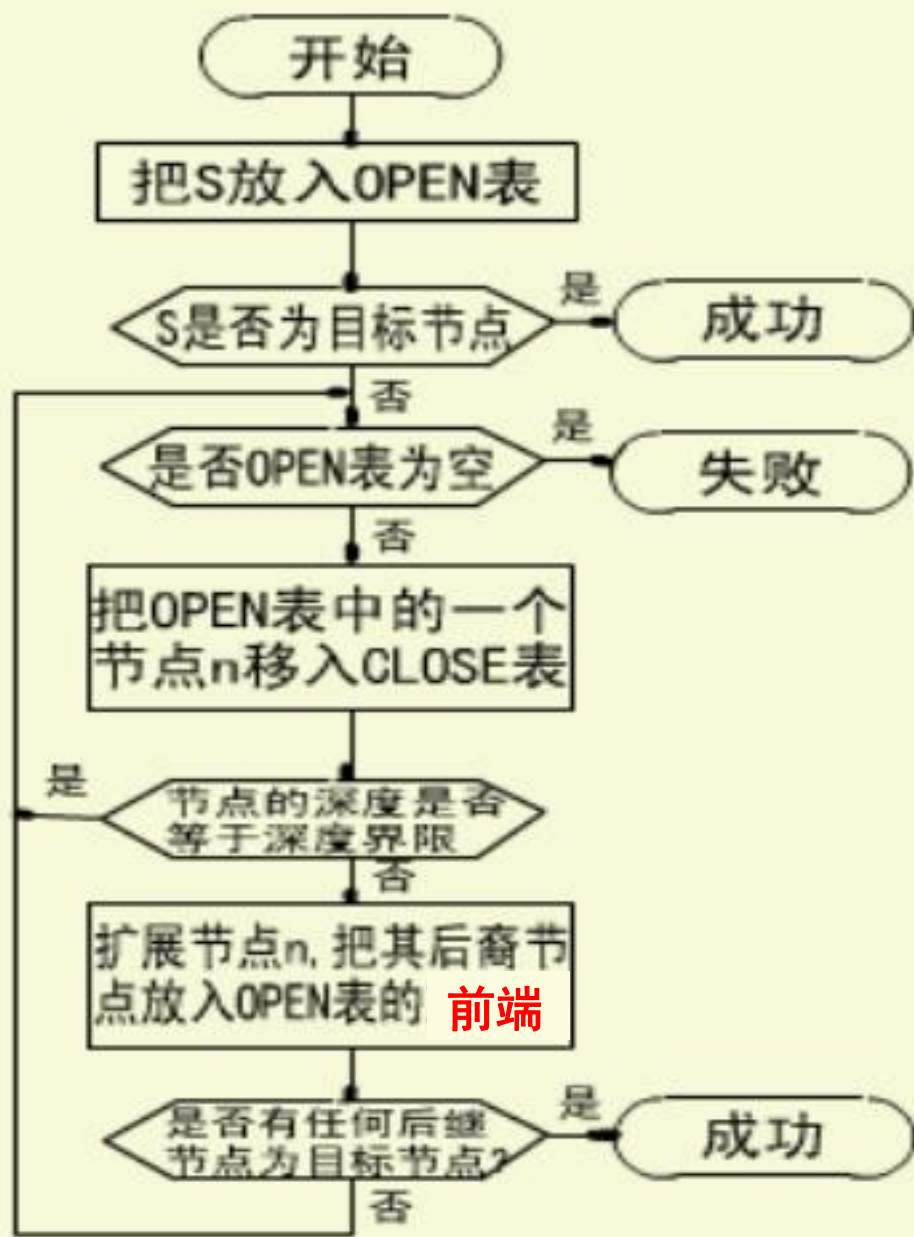 开始
把S放入OPEN表
S是否为目标节点
是
成功
否
是否OPEN表为空
是
失败
否
把OPEN表中的一个
节点n移入CLOSE表
是
节点的深度是否
等于深度界限
否
扩展节点n,把其后裔节
点放入OPEN表的 前端
是否有任何后继
节点为目标节点?
是
成功
否